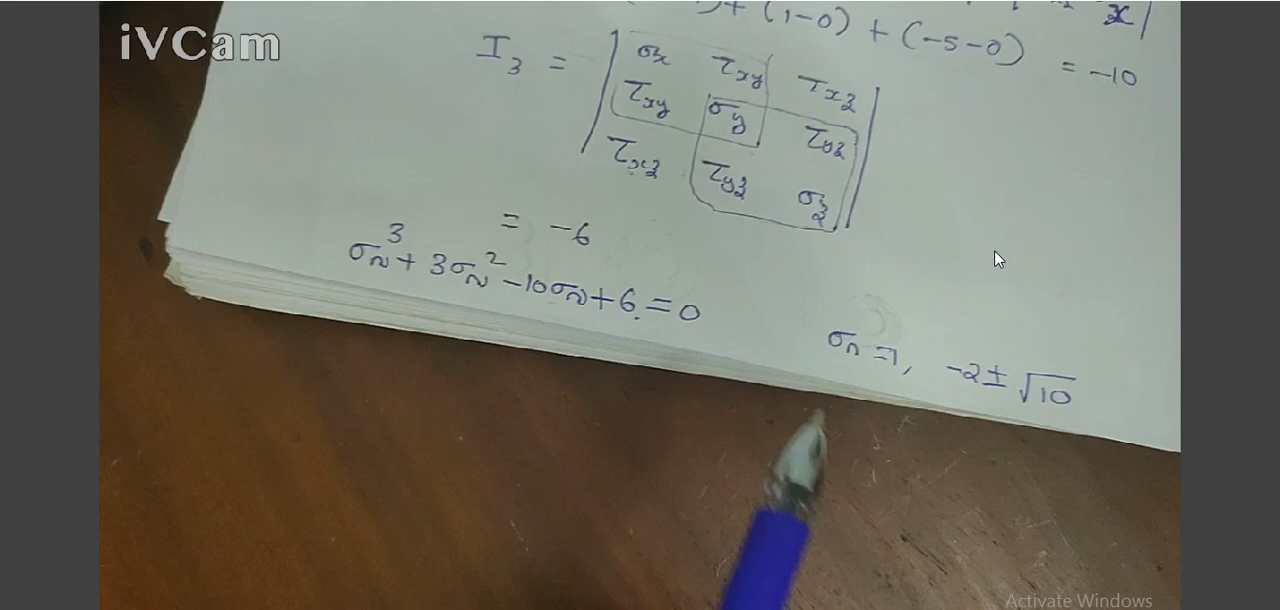 iVCam
+ (1-0) + (-5-0) = -10
I3 = | σx τxy τxz |
| τxy σy τyz |
| τxz τyz σz |
= -6
σn³ + 3σn² - 10σn + 6 = 0
σn = 1, -2 ± √10
Activate Windows